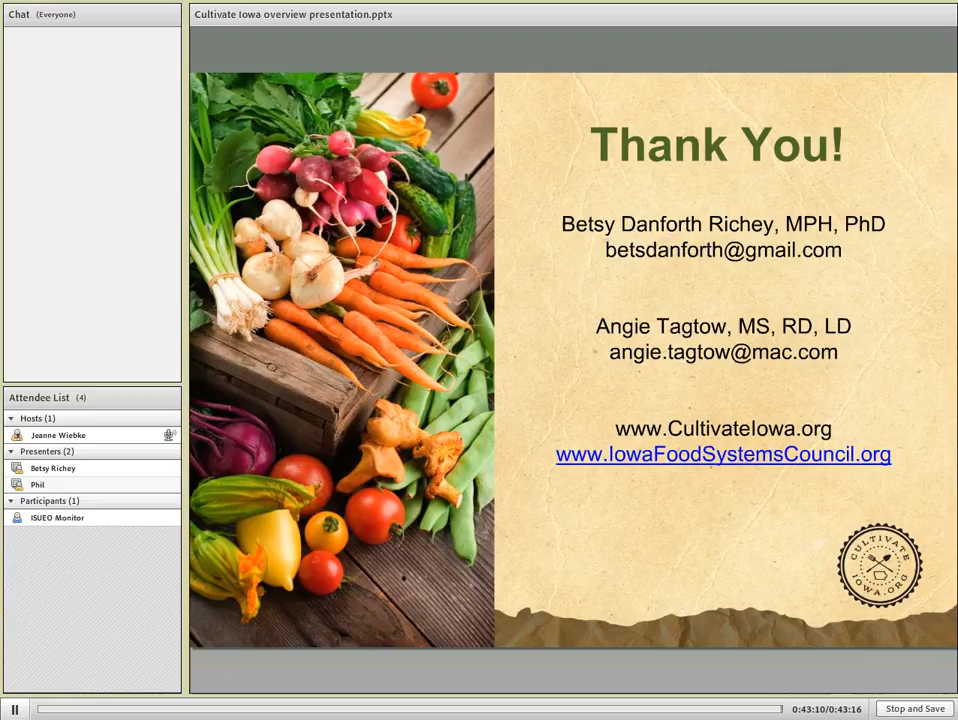 Chat (Everyone)
Cultivate Iowa overview presentation.pptx
Thank You!
Betsy Danforth Richey, MPH, PhD
betsdanforth@gmail.com
Angie Tagtow, MS, RD, LD
angie.tagtow@mac.com
www.CultivateIowa.org
www.IowaFoodSystemsCouncil.org
CULTIVATE
IOWA.ORG
Attendee List (4)
Hosts (1)
Jeanne Wiebke
Presenters (2)
Betsy Richey
Phil
Participants (1)
ISUEO Monitor
0:43:10/0:43:16
Stop and Save